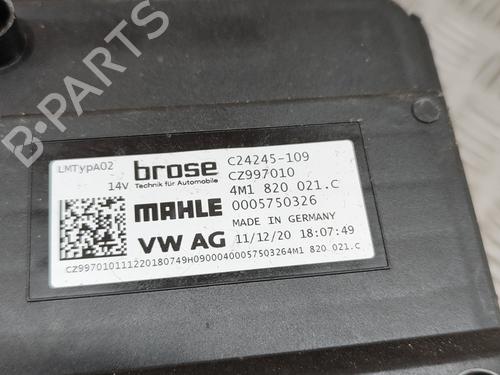 B-PARTS
LMTypA02
14V
brose
Technik für Automobile
C24245-109
CZ997010
4M1 820 021.C
MAHLE
0005750326
MADE IN GERMANY
VW AG
11/12/20 18:07:49
CZ997010111220180749H09000400057503264M1 820 021.C